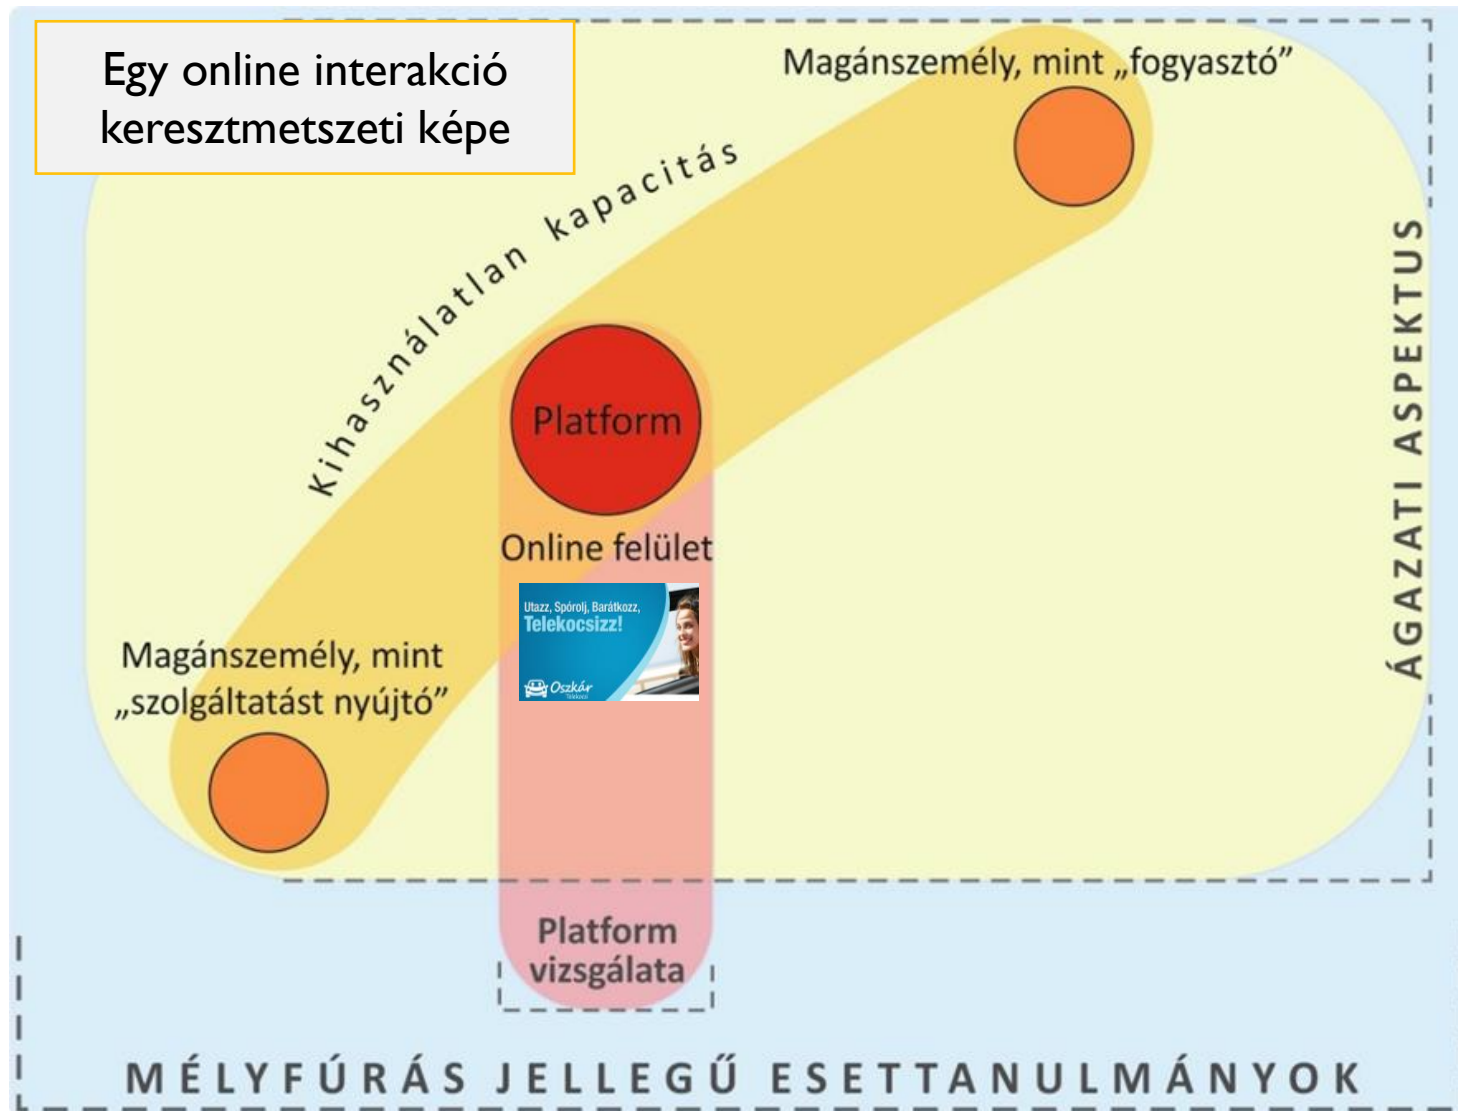 Egy online interakció
keresztmetszeti képe
Magánszemély, mint „fogyasztó”
Kihasználatlan kapacitás
ÁGAZATI ASPEKTUS
Platform
Online felület
Utazz, Spórolj, Barátkozz,
Telekocsizz!
Oszkár
Telekocsi
Magánszemély, mint
„szolgáltatást nyújtó”
Platform
vizsgálata
MÉLYFÚRÁS JELLEGŰ ESETTANULMÁNYOK